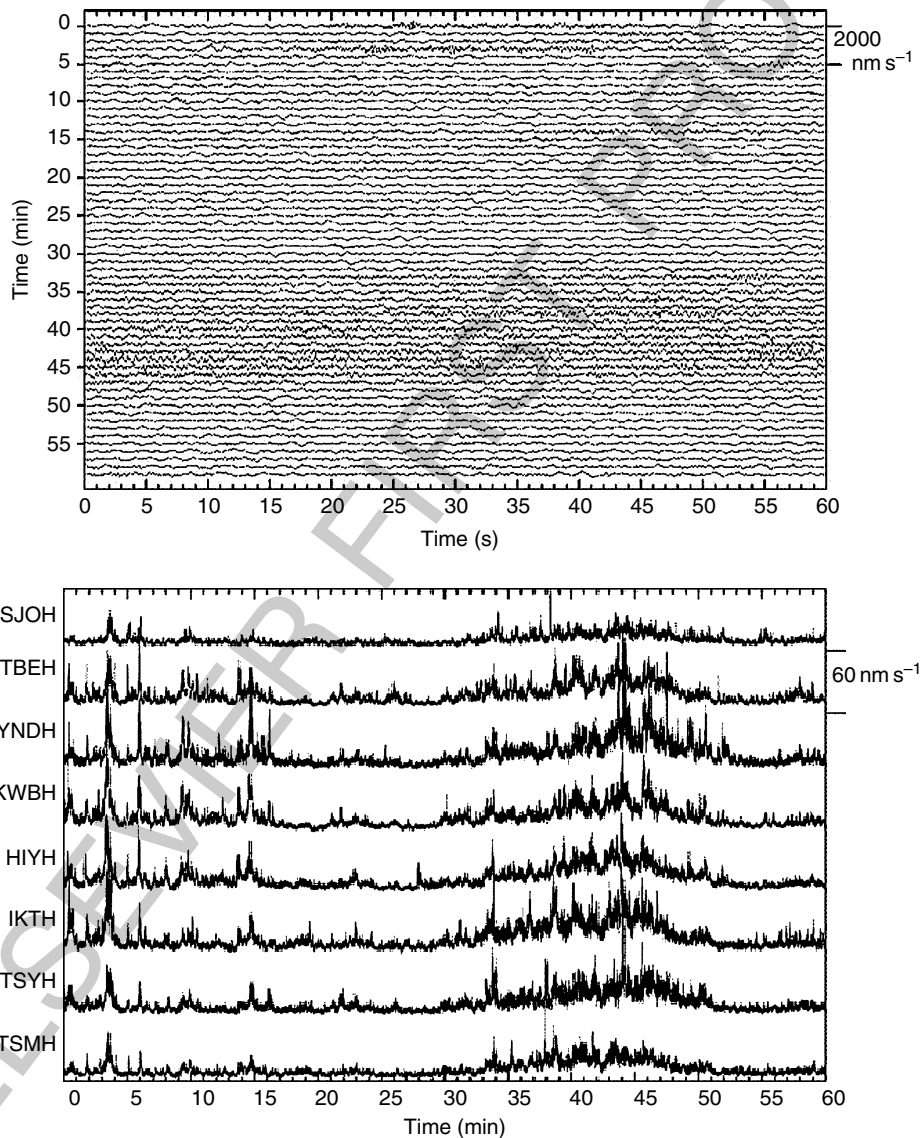 0
5
10
15
20
25
30
35
40
45
50
55
Time (min)
2000
nm s⁻¹
0 5 10 15 20 25 30 35 40 45 50 55 60
Time (s)
SJOH
TBEH
YNDH
KWBH
HIYH
IKTH
TSYH
TSMH
60 nm s⁻¹
0 5 10 15 20 25 30 35 40 45 50 55 60
Time (min)
ELSEVIER FIRST PRO